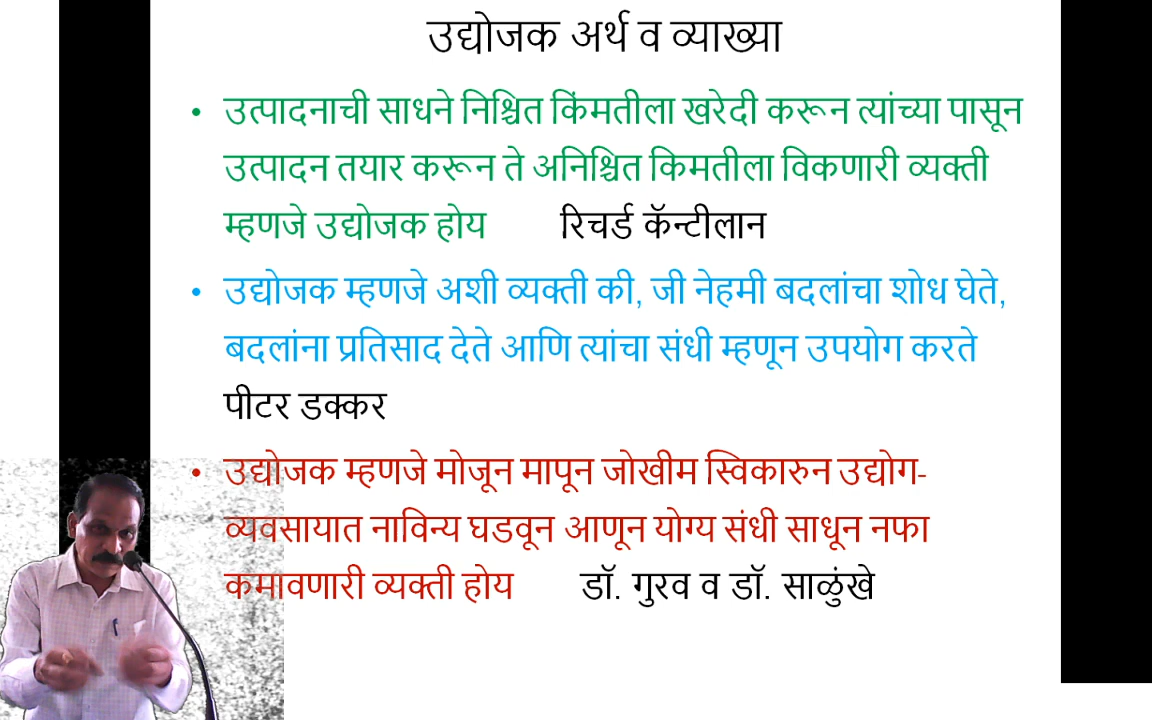 उद्योजक अर्थ व व्याख्या
• उत्पादनाची साधने निश्चित किंमतीला खरेदी करून त्यांच्या पासून
उत्पादन तयार करून ते अनिश्चित किमतीला विकणारी व्यक्ती
म्हणजे उद्योजक होय रिचर्ड कॅन्टीलान
• उद्योजक म्हणजे अशी व्यक्ती की, जी नेहमी बदलांचा शोध घेते,
बदलांना प्रतिसाद देते आणि त्यांचा संधी म्हणून उपयोग करते
पीटर डक्कर
• उद्योजक म्हणजे मोजून मापून जोखीम स्विकारुन उद्योग-
व्यवसायात नाविन्य घडवून आणून योग्य संधी साधून नफा
कमावणारी व्यक्ती होय डॉ. गुरव व डॉ. साळुंखे